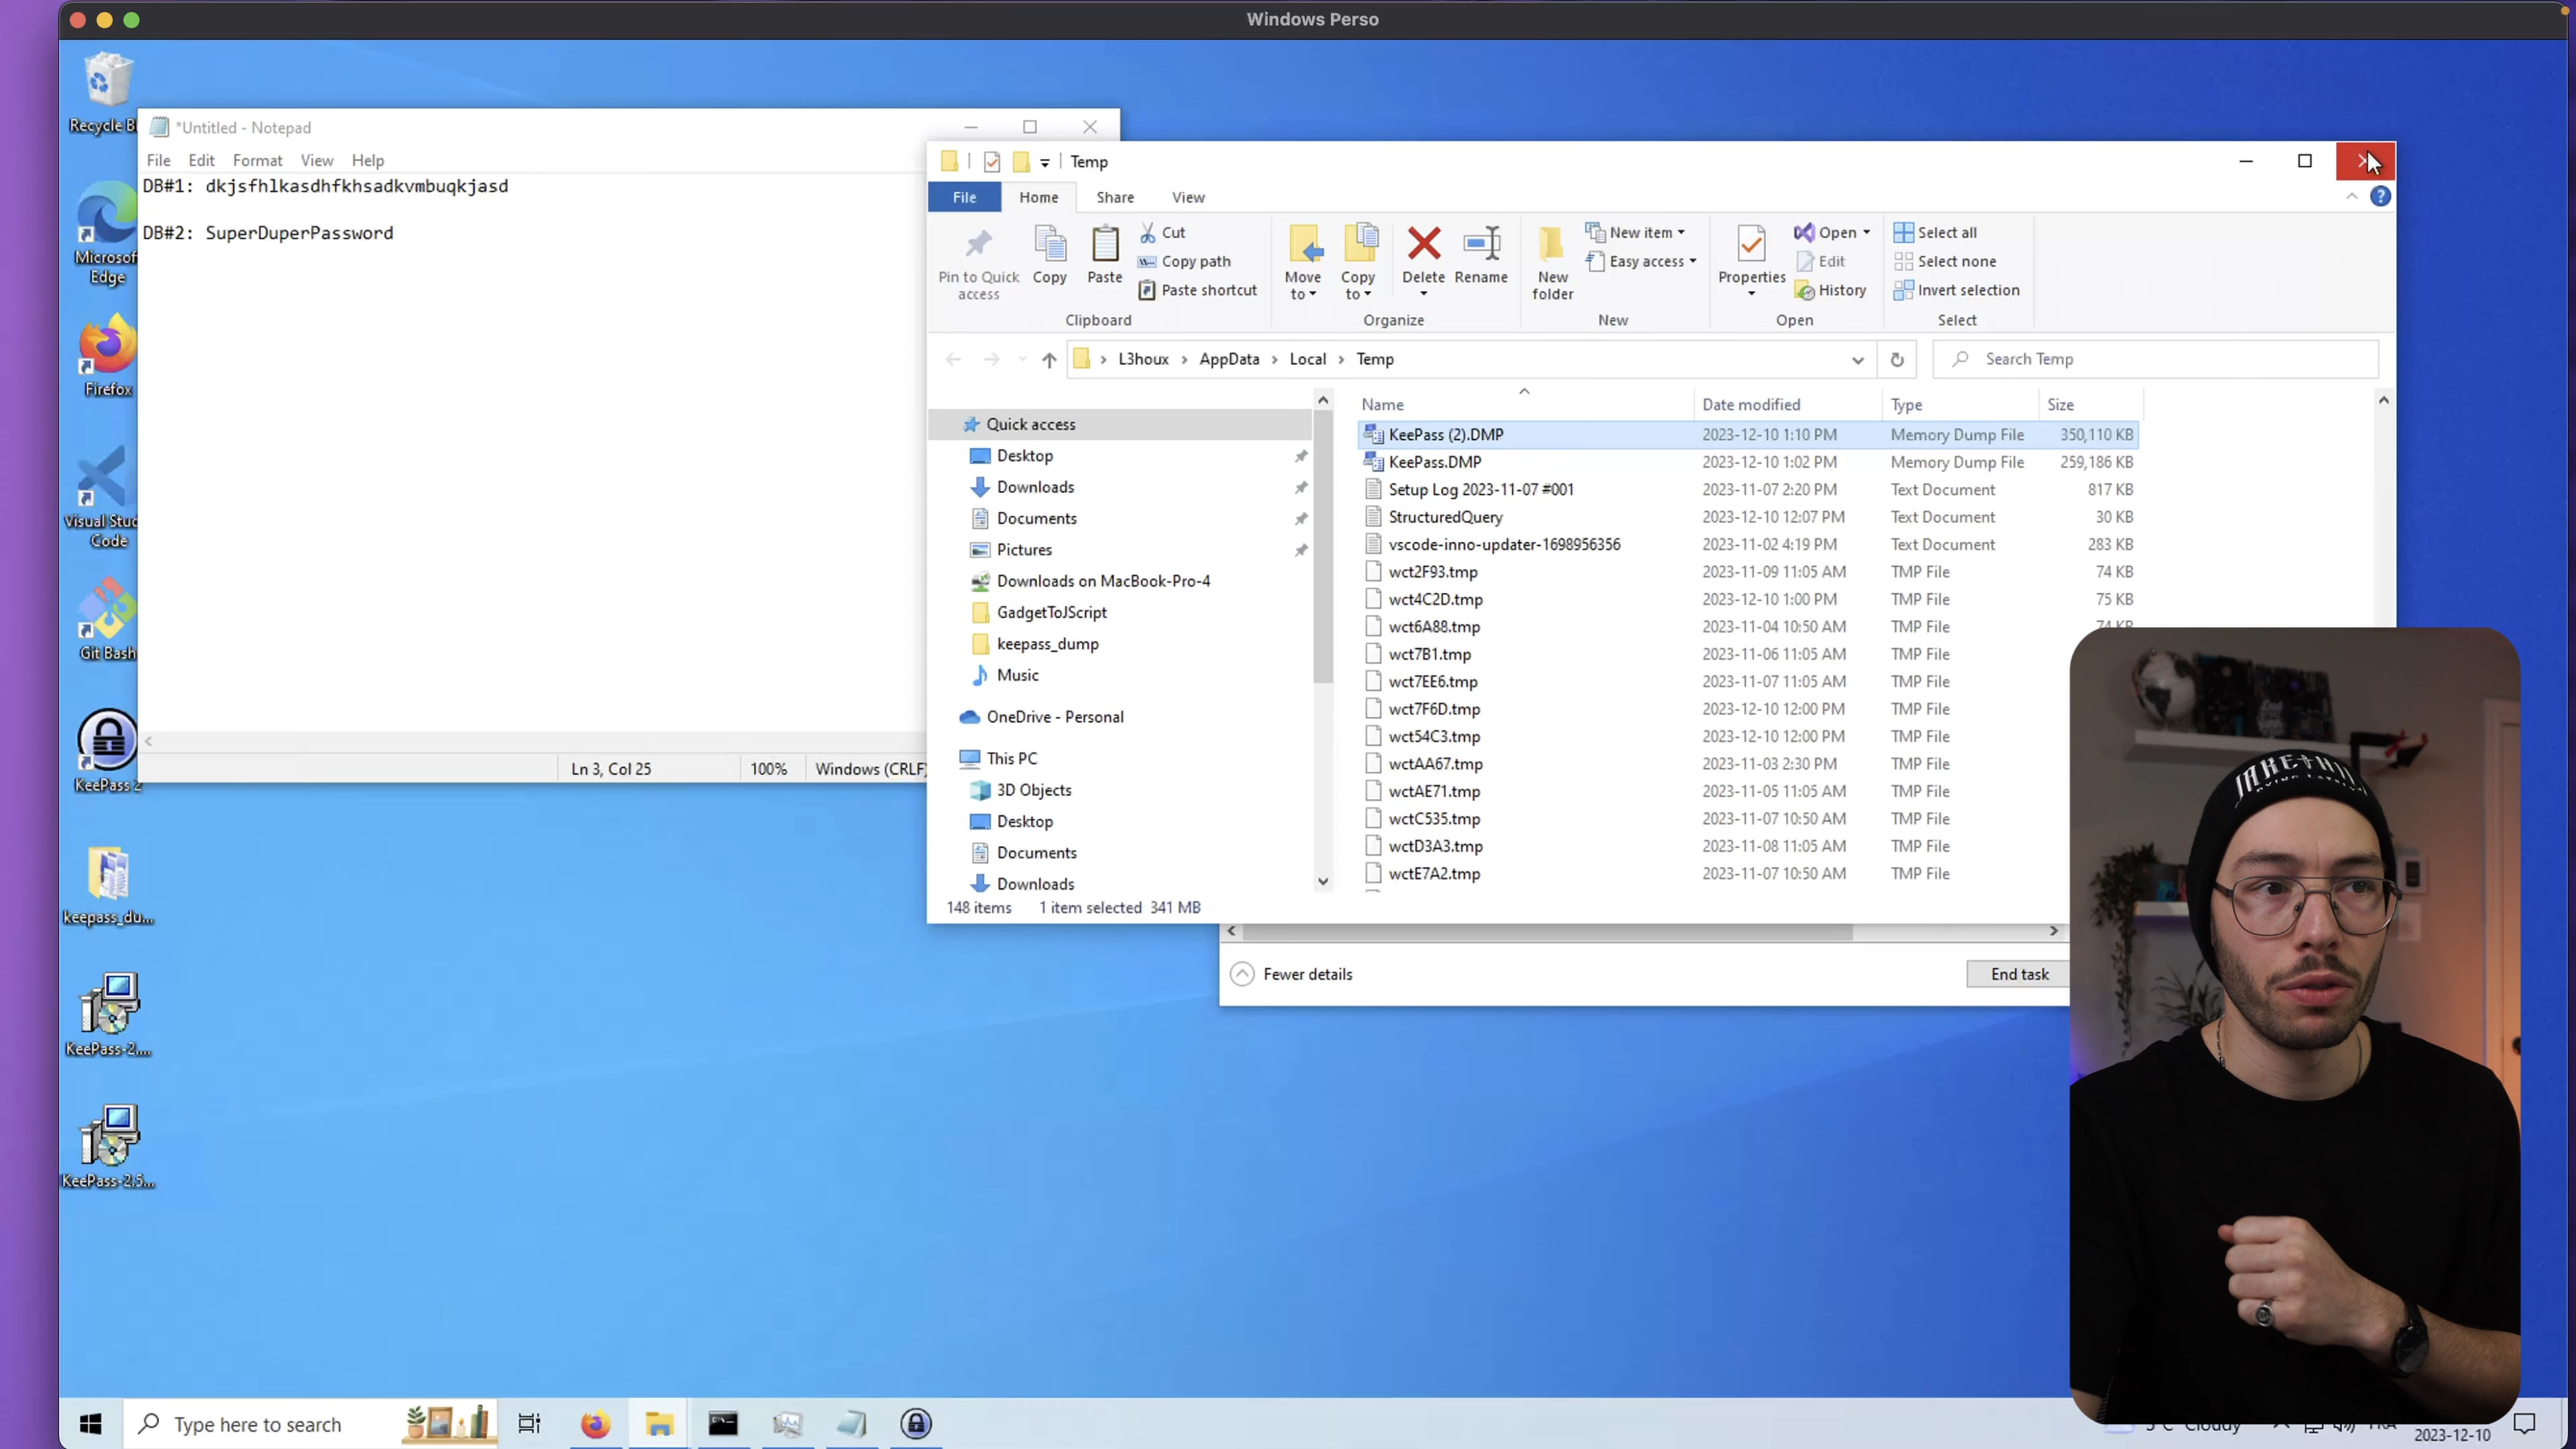 Windows Perso
Recycle Bi
Microsof
Edge
Firefox
Visual Stud
Code
Git Bash
KeePass 2
keepass_du...
KeePass-2....
KeePass-2.5...
*Untitled - Notepad
File Edit Format View Help
DB#1: dkjsfhlkasdhfkhsadkvmbuqkjasd
DB#2: SuperDuperPassword
Ln 3, Col 25 100% Windows (CRLF)
Temp
File Home Share View
Pin to Quick
access
Copy
Paste
Cut
Copy path
Paste shortcut
Clipboard
Move
to
Copy
to
Delete
Rename
Organize
New
folder
New item
Easy access
New
Properties
Open
Edit
History
Open
Select all
Select none
Invert selection
Select
L3houx > AppData > Local > Temp
Search Temp
Quick access
Desktop
Downloads
Documents
Pictures
Downloads on MacBook-Pro-4
GadgetToJScript
keepass_dump
Music
OneDrive - Personal
This PC
3D Objects
Desktop
Documents
Downloads
Name Date modified Type Size
KeePass (2).DMP 2023-12-10 1:10 PM Memory Dump File 350,110 KB
KeePass.DMP 2023-12-10 1:02 PM Memory Dump File 259,186 KB
Setup Log 2023-11-07 #001 2023-11-07 2:20 PM Text Document 817 KB
StructuredQuery 2023-12-10 12:07 PM Text Document 30 KB
vscode-inno-updater-1698956356 2023-11-02 4:19 PM Text Document 283 KB
wct2F93.tmp 2023-11-09 11:05 AM TMP File 74 KB
wct4C2D.tmp 2023-12-10 1:00 PM TMP File 75 KB
wct6A88.tmp 2023-11-04 10:50 AM TMP File 74 KB
wct7B1.tmp 2023-11-06 11:05 AM TMP File
wct7EE6.tmp 2023-11-07 11:05 AM TMP File
wct7F6D.tmp 2023-12-10 12:00 PM TMP File
wct54C3.tmp 2023-12-10 12:00 PM TMP File
wctAA67.tmp 2023-11-03 2:30 PM TMP File
wctAE71.tmp 2023-11-05 11:05 AM TMP File
wctC535.tmp 2023-11-07 10:50 AM TMP File
wctD3A3.tmp 2023-11-08 11:05 AM TMP File
wctE7A2.tmp 2023-11-07 10:50 AM TMP File
148 items 1 item selected 341 MB
Fewer details
End task
Type here to search
Cloudy
2023-12-10